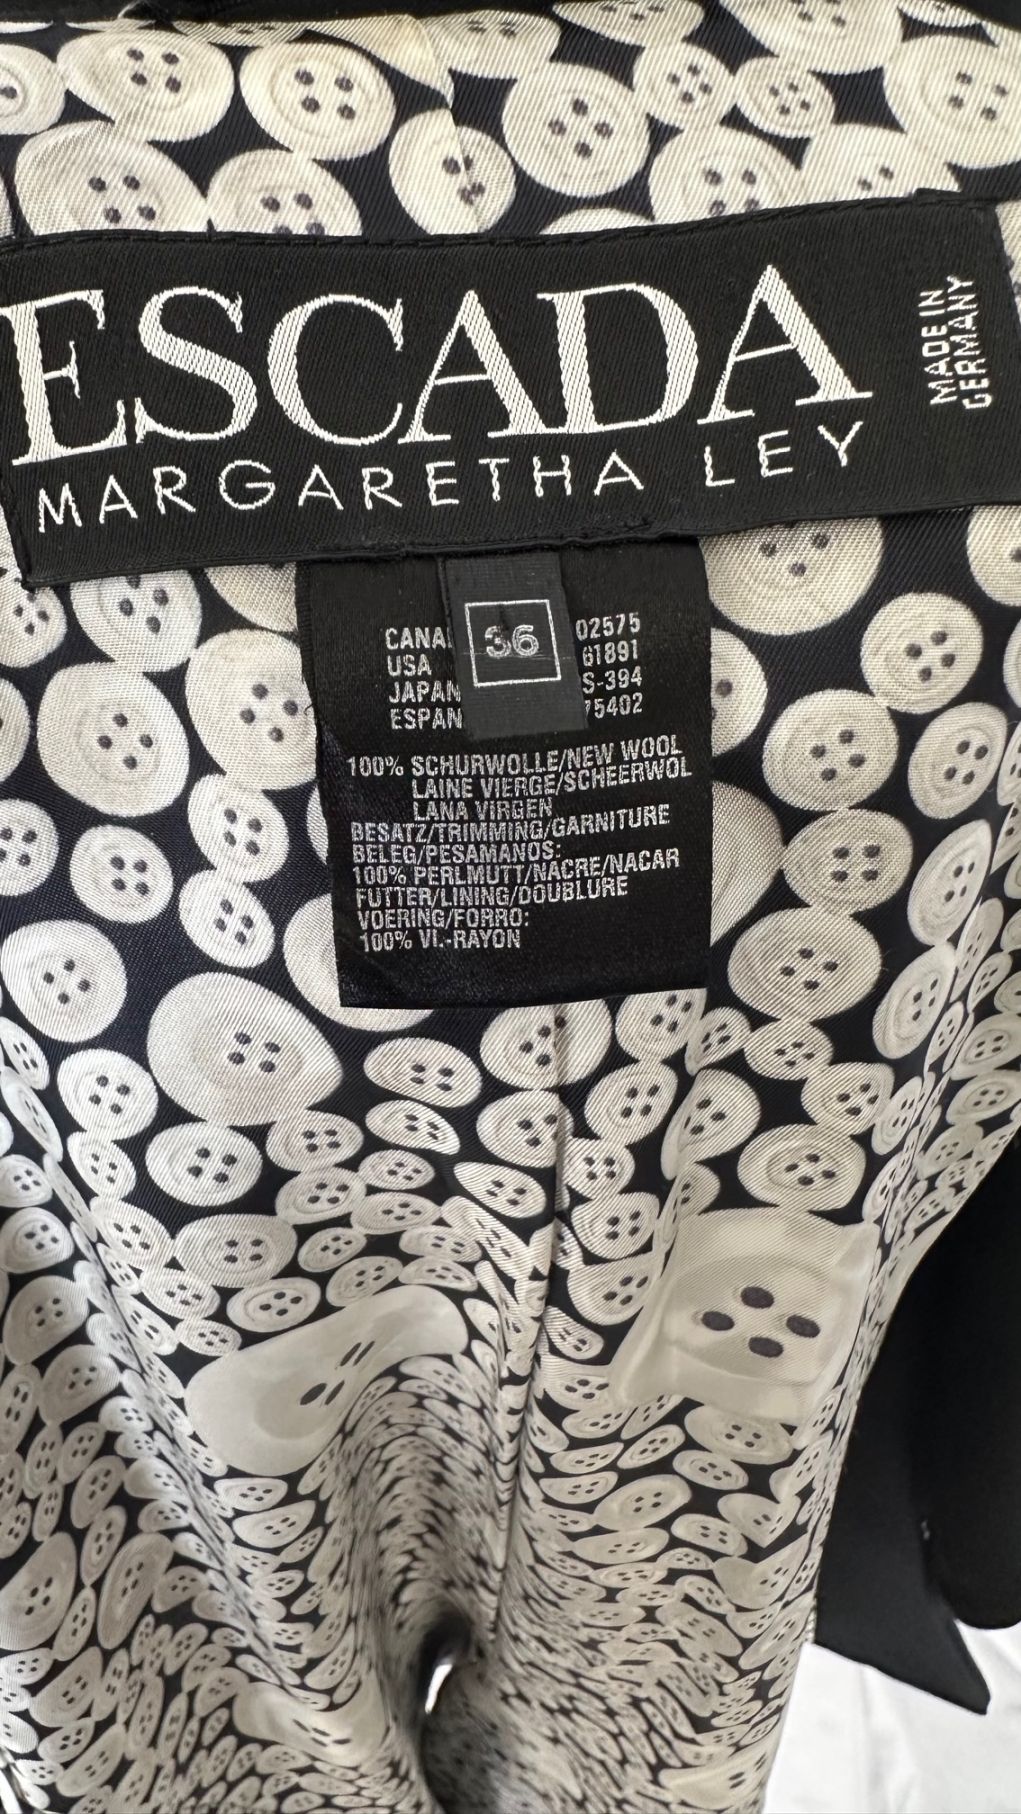 ESCADA
MARGARETHA LEY
MADE IN
GERMANY
36
CANA 02575
USA 61891
JAPAN S-394
ESPAN 75402
100% SCHURWOLLE/NEW WOOL
LAINE VIERGE/SCHEERWOL
LANA VIRGEN
BESATZ/TRIMMING/GARNITURE
BELEG/PESAMANOS:
100% PERLMUTT/NACRE/NACAR
FUTTER/LINING/DOUBLURE
VOERING/FORRO:
100% VI.-RAYON